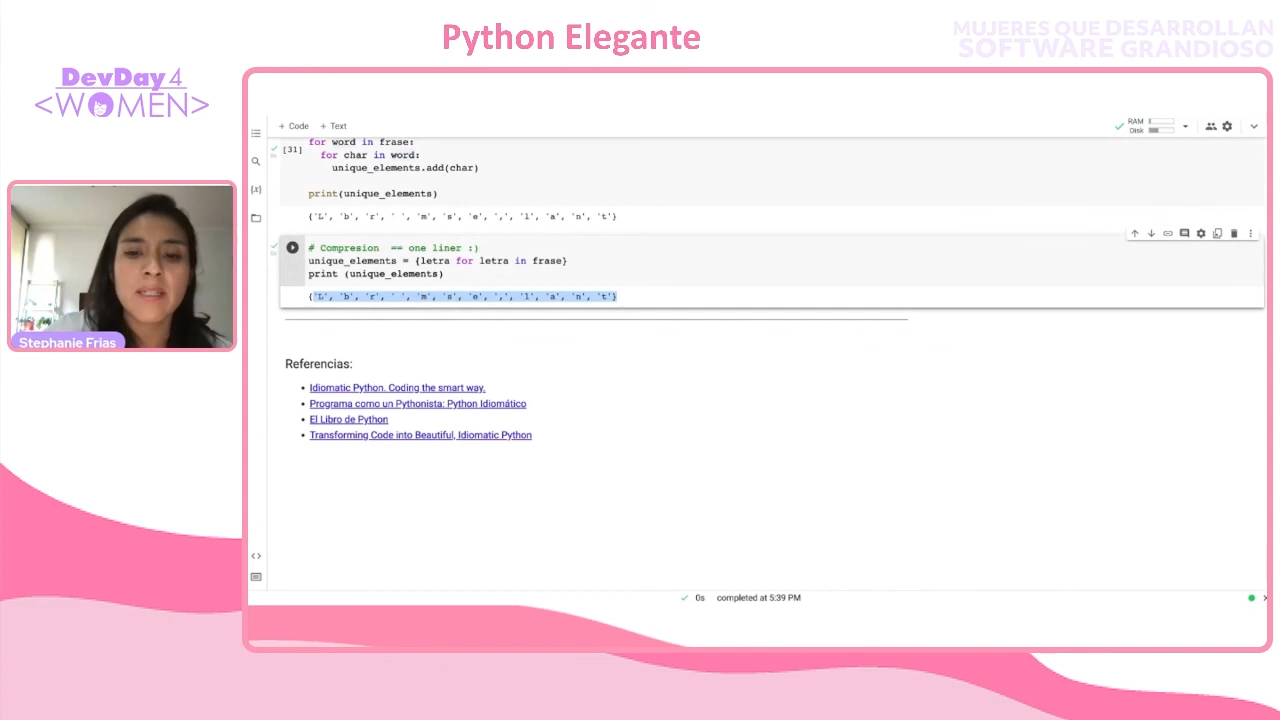 Python Elegante
MUJERES QUE DESARROLLAN
SOFTWARE GRANDIOSO
DevDay4
<WOMEN>
Stephanie Frias
+ Code + Text
RAM
Disk
[31]
for word in frase:
for char in word:
unique_elements.add(char)
print(unique_elements)
{'L', 'b', 'r', ' ', 'm', 's', 'e', ',', 'l', 'a', 'n', 't'}
# Compresion == one liner :)
unique_elements = {letra for letra in frase}
print (unique_elements)
{'L', 'b', 'r', ' ', 'm', 's', 'e', ',', 'l', 'a', 'n', 't'}
Referencias:
• Idiomatic Python. Coding the smart way.
• Programa como un Pythonista: Python Idiomático
• El Libro de Python
• Transforming Code into Beautiful, Idiomatic Python
0s completed at 5:39 PM